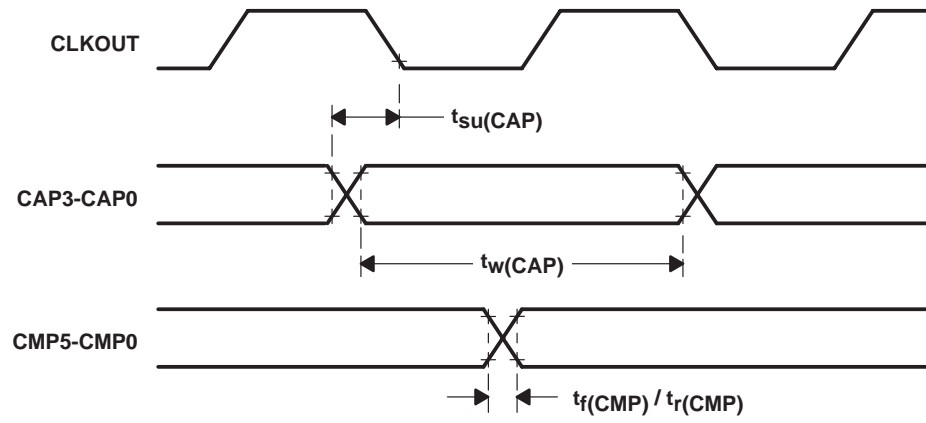 CLKOUT
tsu(CAP)
CAP3-CAP0
tw(CAP)
CMP5-CMP0
tf(CMP) / tr(CMP)